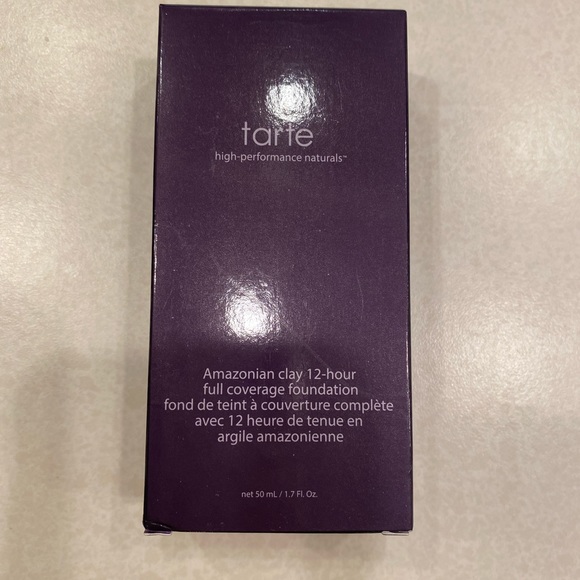 tarte
high-performance naturals™
Amazonian clay 12-hour
full coverage foundation
fond de teint à couverture complète
avec 12 heure de tenue en
argile amazonienne
net 50 mL / 1.7 Fl. Oz.